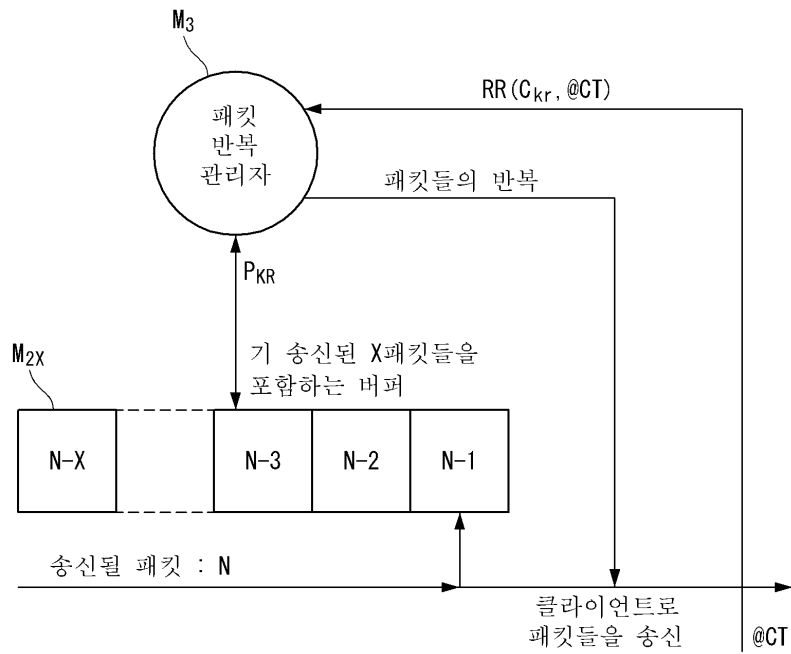 M3
RR(Ckr, @CT)
패킷
반복
관리자
패킷들의 반복
PKR
M2X
기 송신된 X패킷들을
포함하는 버퍼
N-X
N-3
N-2
N-1
송신될 패킷 : N
클라이언트로
패킷들을 송신
@CT